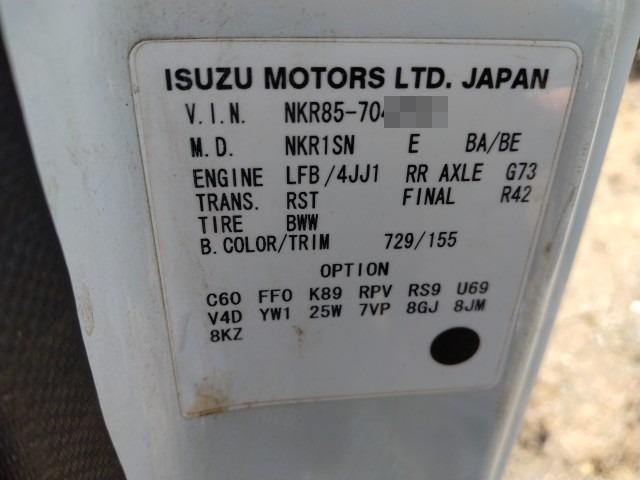 ISUZU MOTORS LTD. JAPAN
V.I.N. NKR85-704
M.D. NKR1SN E BA/BE
ENGINE LFB/4JJ1 RR AXLE G73
TRANS. RST FINAL R42
TIRE BWW
B.COLOR/TRIM 729/155
OPTION
C60 FF0 K89 RPV RS9 U69
V4D YW1 25W 7VP 8GJ 8JM
8KZ